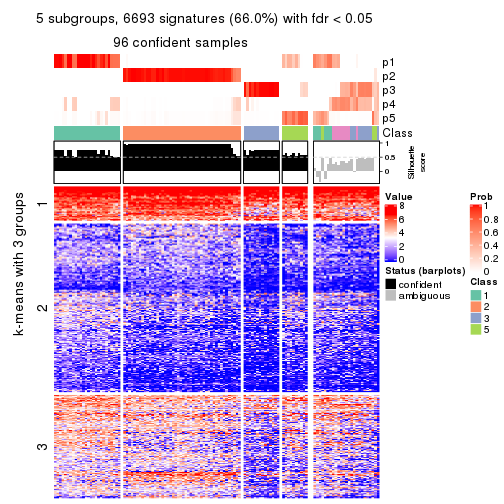 5 subgroups, 6693 signatures (66.0%) with fdr < 0.05
96 confident samples
p1
p2
p3
p4
p5
Class
1
0.5
0
Silhouette
score
k-means with 3 groups
1
2
3
Value
8
6
4
2
0
Status (barplots)
confident
ambiguous
Prob
1
0.8
0.6
0.4
0.2
0
Class
1
2
3
5